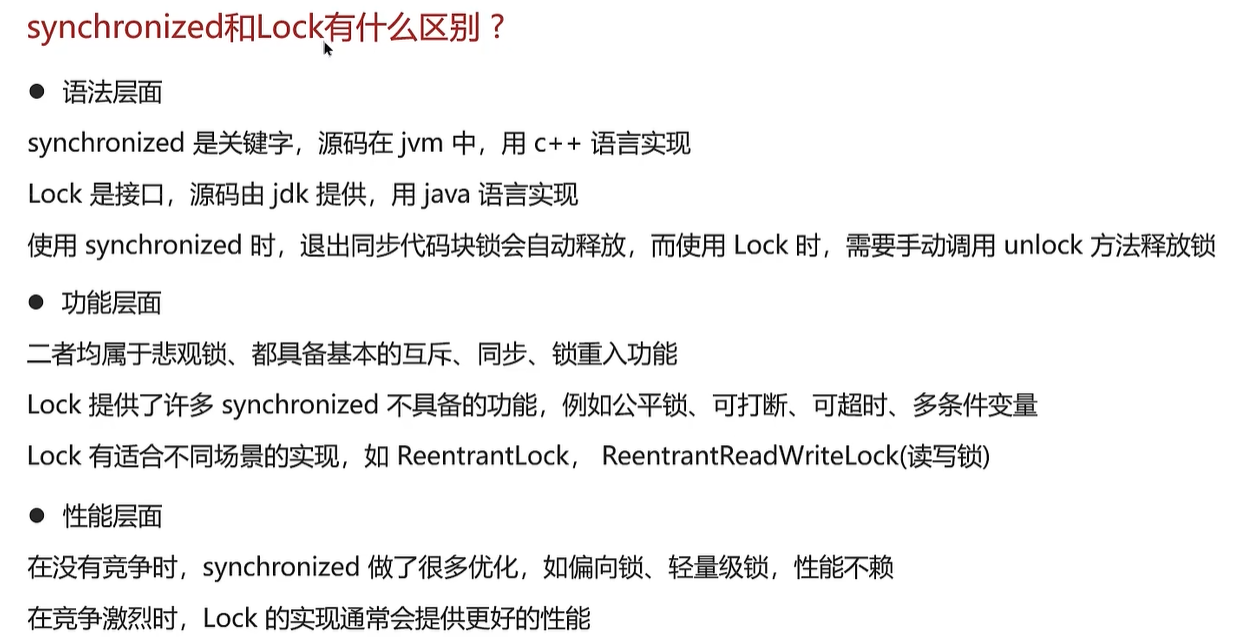 synchronized和Lock有什么区别？
● 语法层面
synchronized 是关键字，源码在 jvm 中，用 c++ 语言实现
Lock 是接口，源码由 jdk 提供，用 java 语言实现
使用 synchronized 时，退出同步代码块锁会自动释放，而使用 Lock 时，需要手动调用 unlock 方法释放锁
● 功能层面
二者均属于悲观锁、都具备基本的互斥、同步、锁重入功能
Lock 提供了许多 synchronized 不具备的功能，例如公平锁、可打断、可超时、多条件变量
Lock 有适合不同场景的实现，如 ReentrantLock， ReentrantReadWriteLock(读写锁)
● 性能层面
在没有竞争时，synchronized 做了很多优化，如偏向锁、轻量级锁，性能不赖
在竞争激烈时，Lock 的实现通常会提供更好的性能